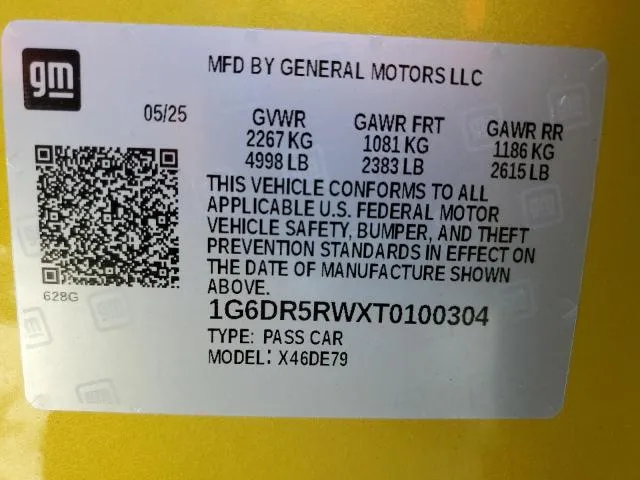 gm
MFD BY GENERAL MOTORS LLC
05/25
GVWR GAWR FRT GAWR RR
2267 KG 1081 KG 1186 KG
4998 LB 2383 LB 2615 LB
THIS VEHICLE CONFORMS TO ALL
APPLICABLE U.S. FEDERAL MOTOR
VEHICLE SAFETY, BUMPER, AND THEFT
PREVENTION STANDARDS IN EFFECT ON
THE DATE OF MANUFACTURE SHOWN
ABOVE.
628G
1G6DR5RWXT0100304
TYPE: PASS CAR
MODEL: X46DE79